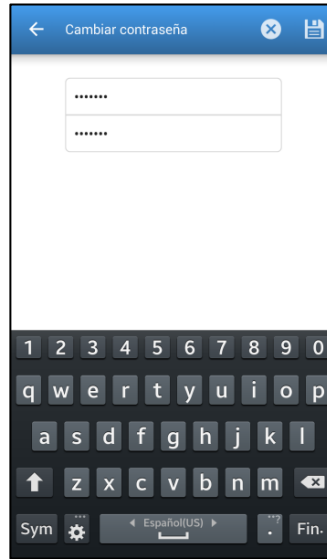 Cambiar contraseña
•••••••
•••••••
1 2 3 4 5 6 7 8 9 0
q w e r t y u i o p
a s d f g h j k l
z x c v b n m
Sym Español(US) . Fin.